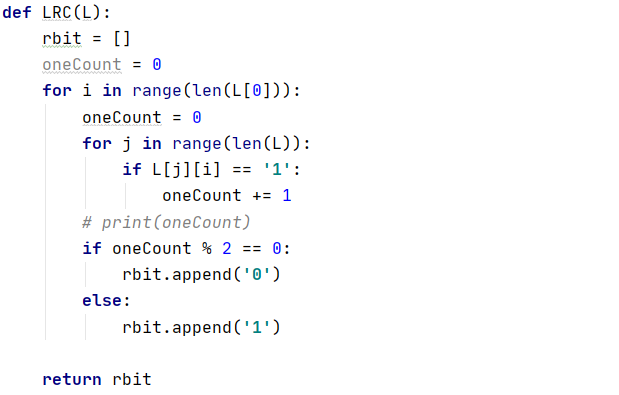 def LRC(L):
    rbit = []
    oneCount = 0
    for i in range(len(L[0])):
        oneCount = 0
        for j in range(len(L)):
            if L[j][i] == '1':
                oneCount += 1
        # print(oneCount)
        if oneCount % 2 == 0:
            rbit.append('0')
        else:
            rbit.append('1')

    return rbit